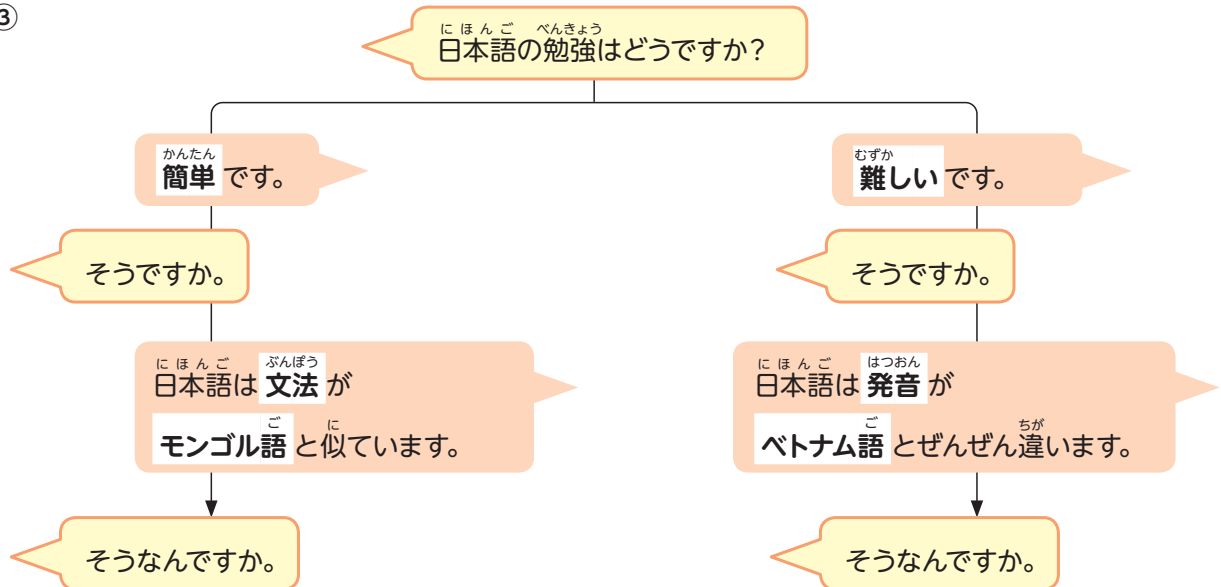 ③
にほんご べんきょう
日本語の勉強はどうですか？
かんたん
簡単 です。
そうですか。
にほんご ぶんぽう
日本語は 文法 が
ご に
モンゴル語 と似ています。
そうなんですか。
むずか
難しい です。
そうですか。
にほんご はつおん
日本語は 発音 が
ご ちが
ベトナム語 とぜんぜん違います。
そうなんですか。